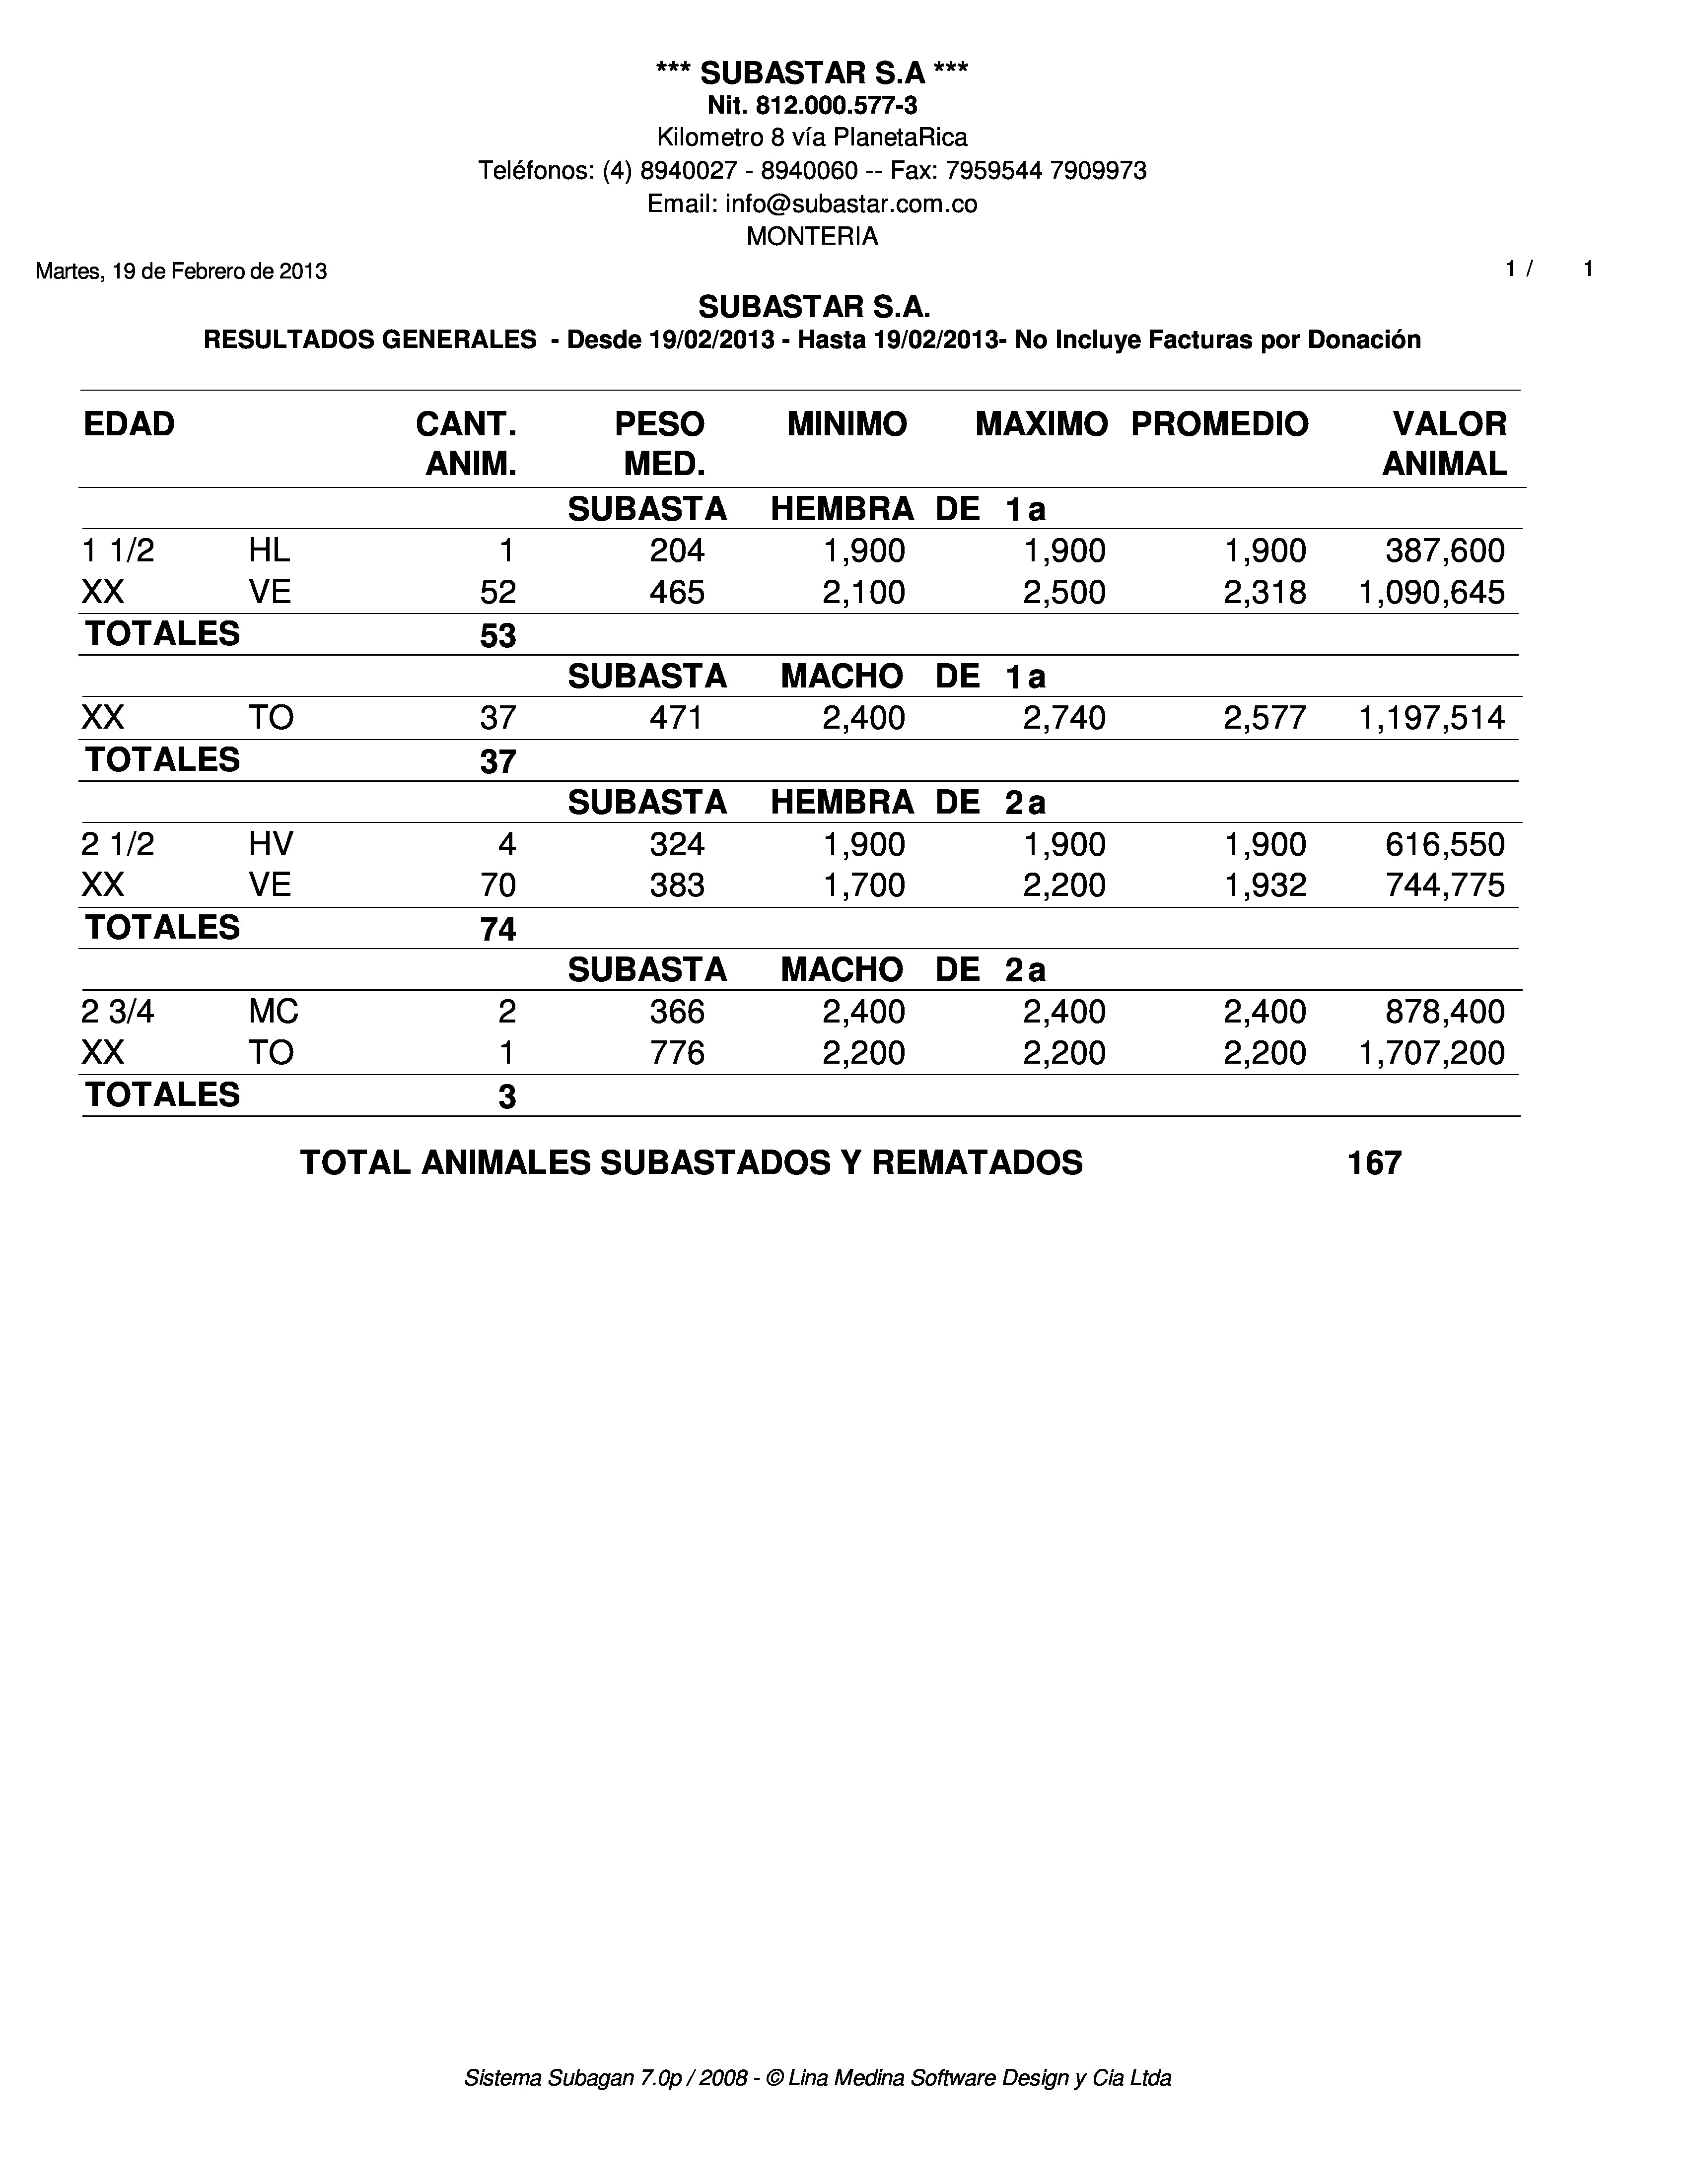 *** SUBASTAR S.A ***
Nit. 812.000.577-3
Kilometro 8 vía PlanetaRica
Teléfonos: (4) 8940027 - 8940060 -- Fax: 7959544 7909973
Email: info@subastar.com.co
MONTERIA
Martes, 19 de Febrero de 2013 1 / 1
SUBASTAR S.A.
RESULTADOS GENERALES - Desde 19/02/2013 - Hasta 19/02/2013- No Incluye Facturas por Donación
EDAD CANT. PESO MINIMO MAXIMO PROMEDIO VALOR
ANIM. MED. ANIMAL
SUBASTA HEMBRA DE 1a
1 1/2 HL 1 204 1,900 1,900 1,900 387,600
XX VE 52 465 2,100 2,500 2,318 1,090,645
TOTALES 53
SUBASTA MACHO DE 1a
XX TO 37 471 2,400 2,740 2,577 1,197,514
TOTALES 37
SUBASTA HEMBRA DE 2a
2 1/2 HV 4 324 1,900 1,900 1,900 616,550
XX VE 70 383 1,700 2,200 1,932 744,775
TOTALES 74
SUBASTA MACHO DE 2a
2 3/4 MC 2 366 2,400 2,400 2,400 878,400
XX TO 1 776 2,200 2,200 2,200 1,707,200
TOTALES 3
TOTAL ANIMALES SUBASTADOS Y REMATADOS 167
Sistema Subagan 7.0p / 2008 - © Lina Medina Software Design y Cia Ltda